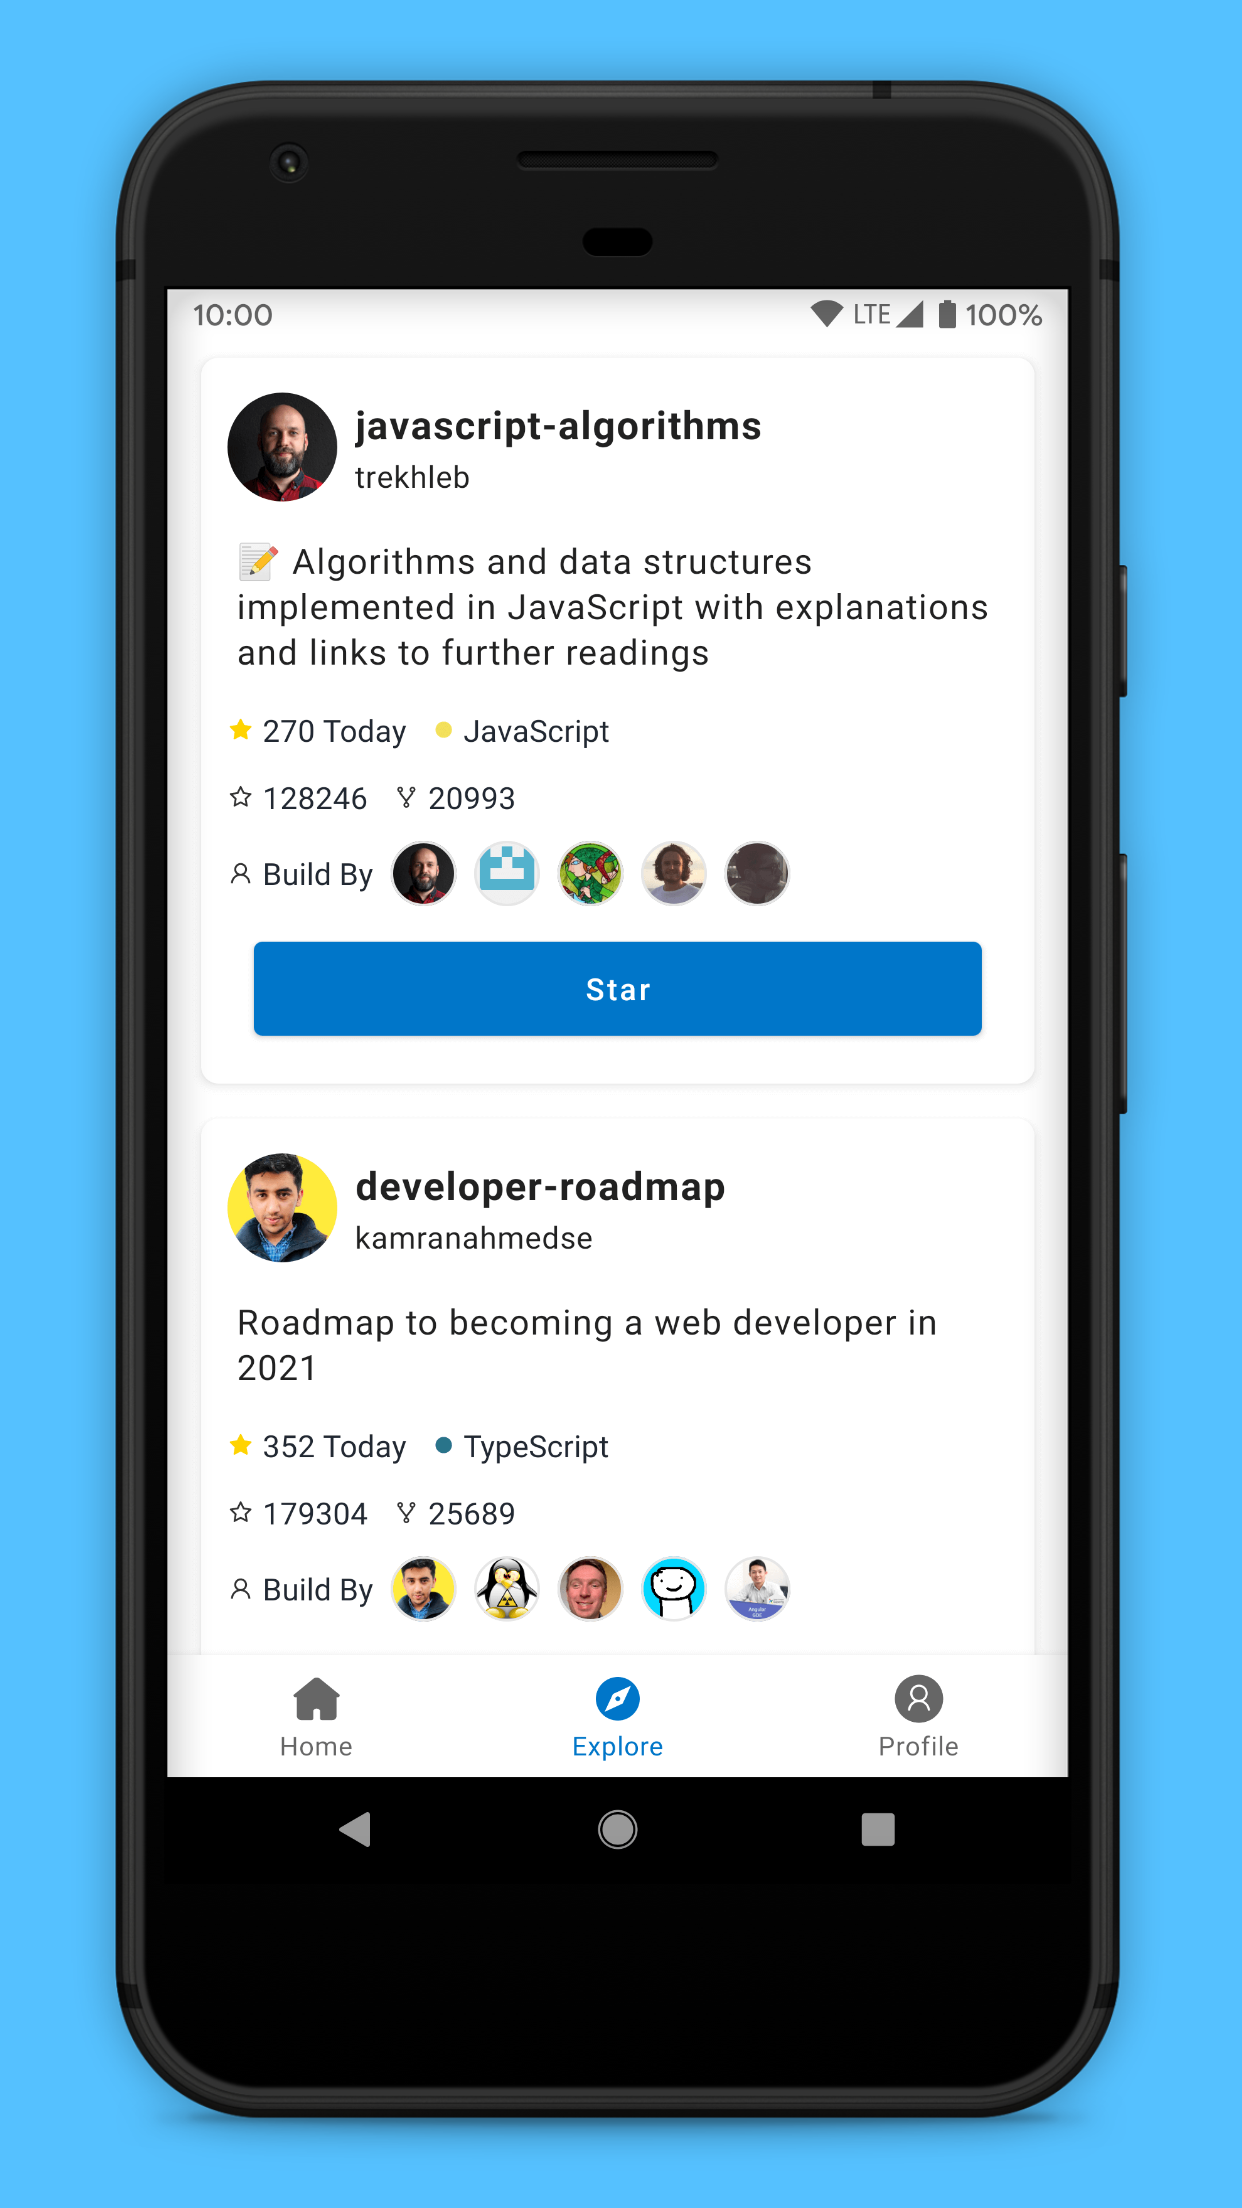 10:00 LTE 100%
javascript-algorithms
trekhleb
📝 Algorithms and data structures
implemented in JavaScript with explanations
and links to further readings
270 Today JavaScript
128246 20993
Build By
Star
developer-roadmap
kamranahmedse
Roadmap to becoming a web developer in
2021
352 Today TypeScript
179304 25689
Build By
Home Explore Profile